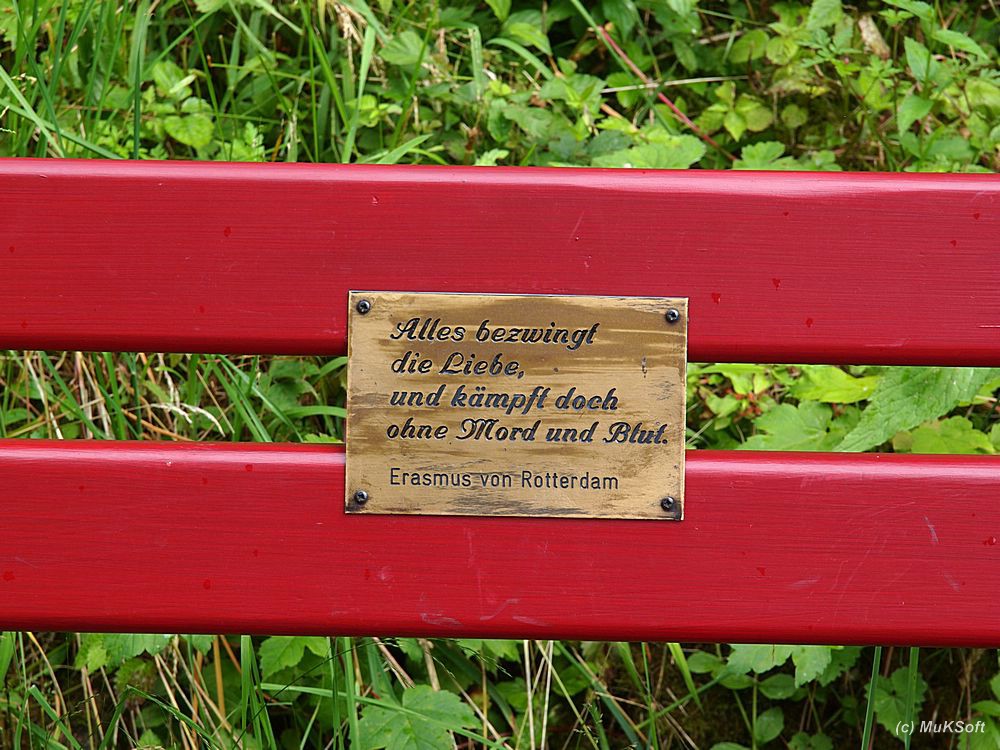 Alles bezwingt
die Liebe,
und kämpft doch
ohne Mord und Blut.
Erasmus von Rotterdam
(c) MuKSoft